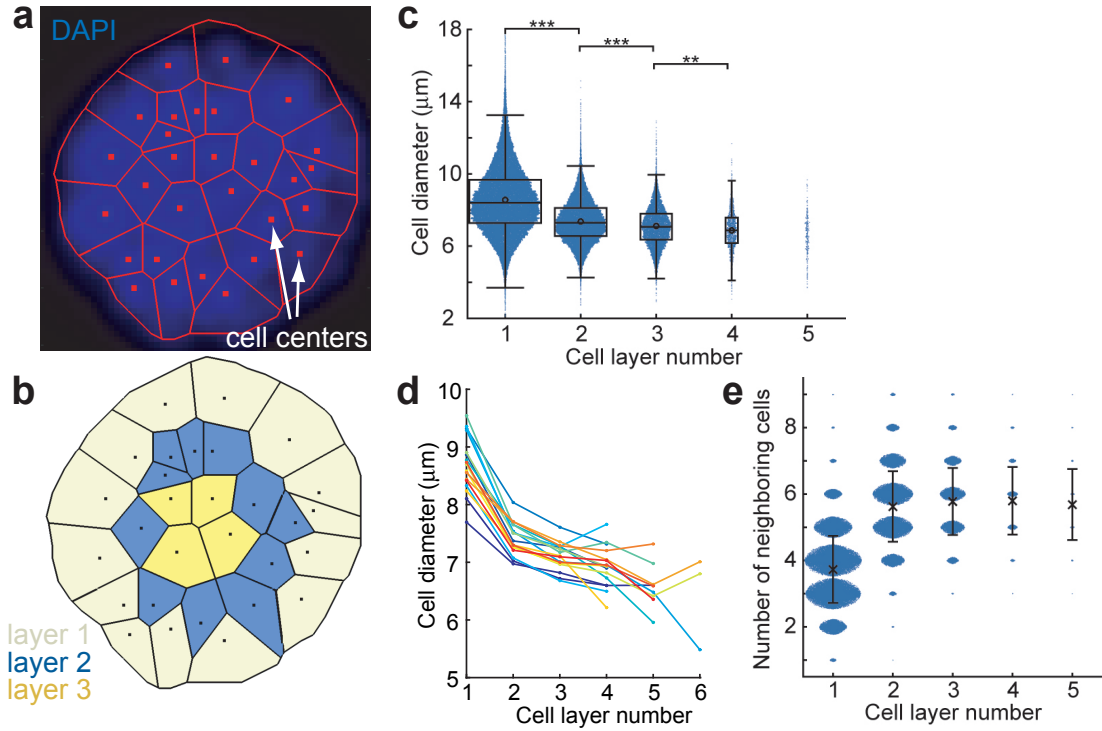 a
DAPI
cell centers
b
layer 1
layer 2
layer 3
c
***
***
**
18
14
10
6
2
Cell diameter (µm)
1 2 3 4 5
Cell layer number
d
10
9
8
7
6
5
Cell diameter (µm)
1 2 3 4 5 6
Cell layer number
e
8
6
4
2
Number of neighboring cells
1 2 3 4 5
Cell layer number